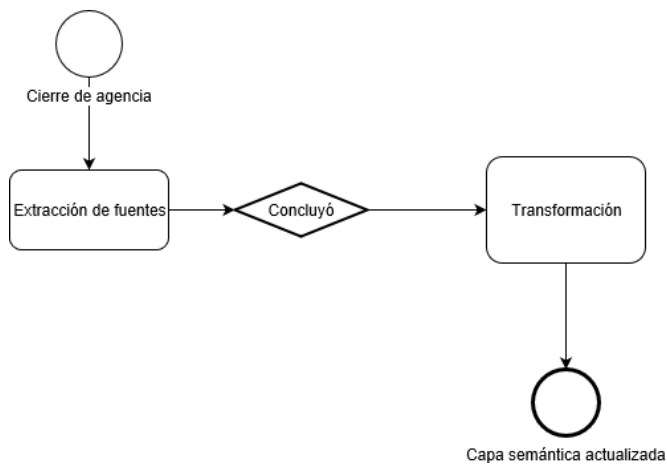 Cierre de agencia
Extracción de fuentes
Concluyó
Transformación
Capa semántica actualizada